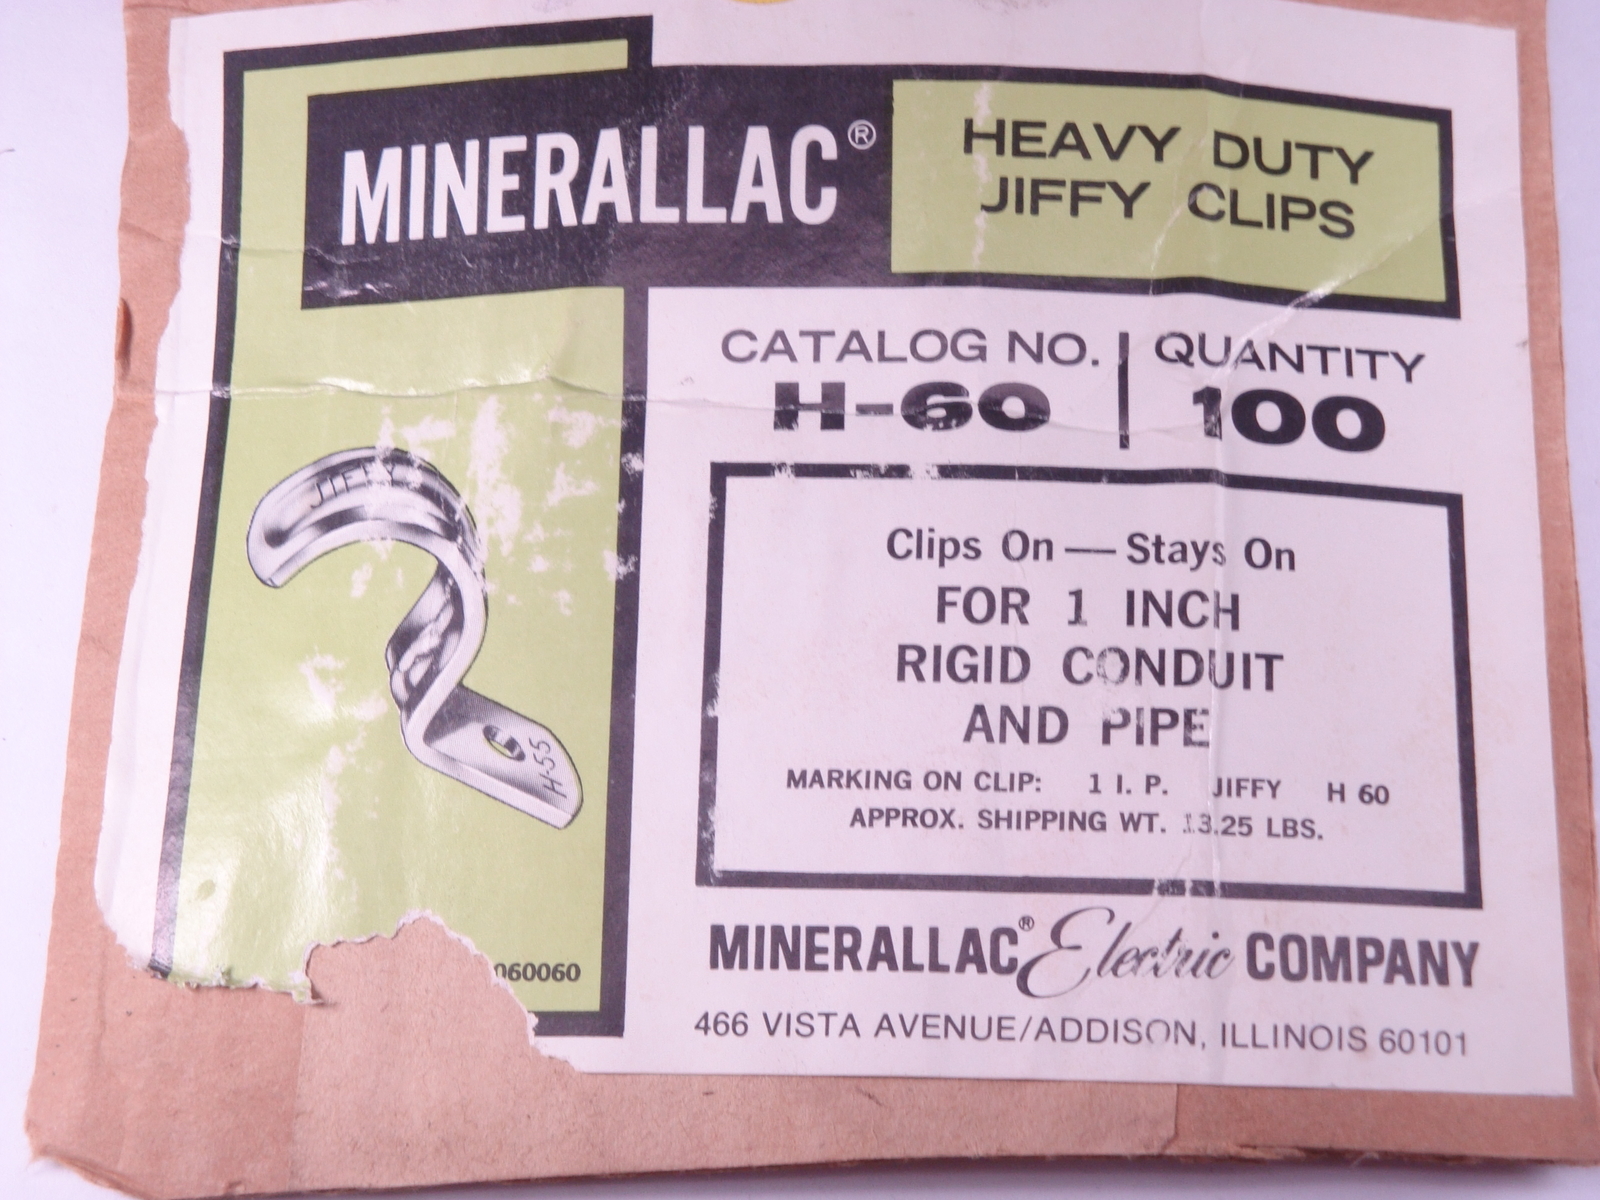 MINERALLAC®
HEAVY DUTY
JIFFY CLIPS
CATALOG NO.
H-60
QUANTITY
100
JIFFY
H-55
Clips On — Stays On
FOR 1 INCH
RIGID CONDUIT
AND PIPE
MARKING ON CLIP: 1 I. P. JIFFY H 60
APPROX. SHIPPING WT. 13.25 LBS.
060060
MINERALLAC® Electric COMPANY
466 VISTA AVENUE/ADDISON, ILLINOIS 60101